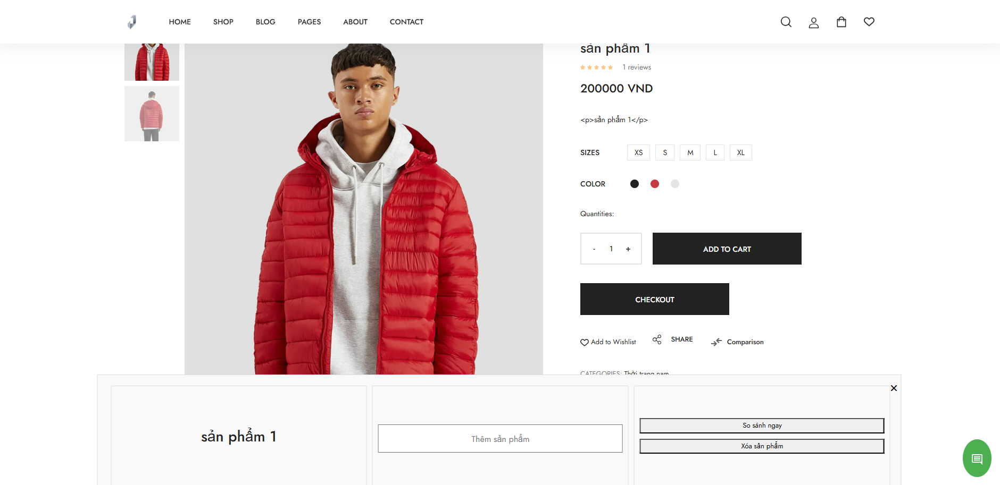 HOME SHOP BLOG PAGES ABOUT CONTACT
sản phẩm 1
1 reviews
200000 VND
<p>sản phẩm 1</p>
SIZES XS S M L XL
COLOR
Quantities:
- 1 + ADD TO CART
CHECKOUT
Add to Wishlist SHARE Comparison
CATEGORIES: Thời trang nam
sản phẩm 1
Thêm sản phẩm
So sánh ngay
Xóa sản phẩm